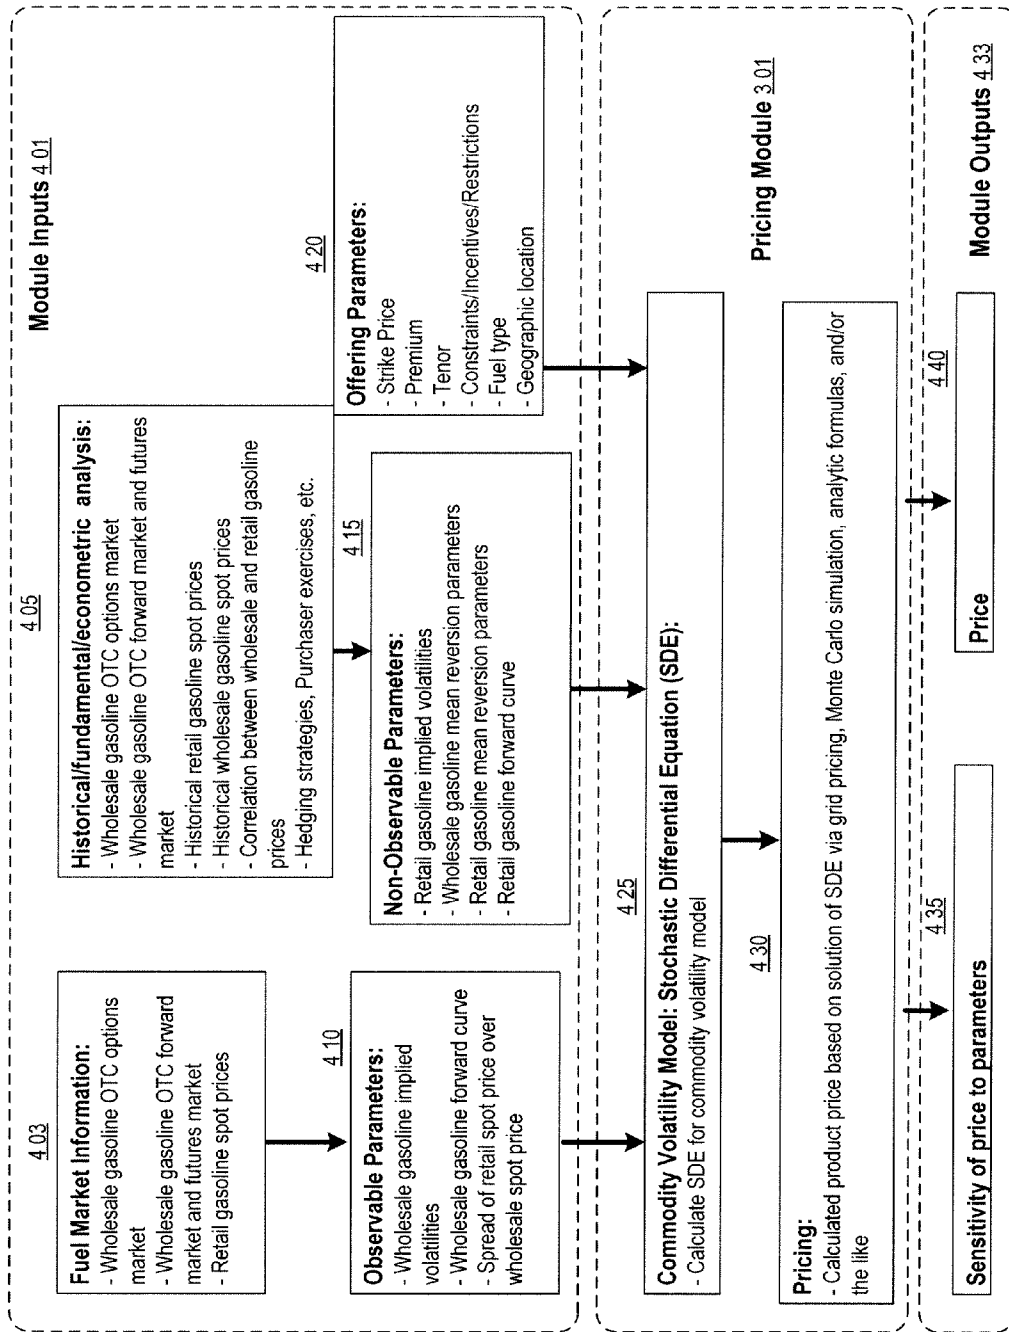 Module Inputs 4 01
4 03
Fuel Market Information:
- Wholesale gasoline OTC options
market
- Wholesale gasoline OTC forward
market and futures market
- Retail gasoline spot prices
4 05
Historical/fundamental/econometric analysis:
- Wholesale gasoline OTC options market
- Wholesale gasoline OTC forward market and futures
market
- Historical retail gasoline spot prices
- Historical wholesale gasoline spot prices
- Correlation between wholesale and retail gasoline
prices
- Hedging strategies, Purchaser exercises, etc.
4 10
Observable Parameters:
- Wholesale gasoline implied
volatilities
- Wholesale gasoline forward curve
- Spread of retail spot price over
wholesale spot price
4 15
Non-Observable Parameters:
- Retail gasoline implied volatilities
- Wholesale gasoline mean reversion parameters
- Retail gasoline mean reversion parameters
- Retail gasoline forward curve
4 20
Offering Parameters:
- Strike Price
- Premium
- Tenor
- Constraints/Incentives/Restrictions
- Fuel type
- Geographic location
Pricing Module 3 01
4 25
Commodity Volatility Model: Stochastic Differential Equation (SDE):
- Calculate SDE for commodity volatility model
4 30
Pricing:
- Calculated product price based on solution of SDE via grid pricing, Monte Carlo simulation, analytic formulas, and/or
the like
Module Outputs 4 33
4 35
Sensitivity of price to parameters
4 40
Price